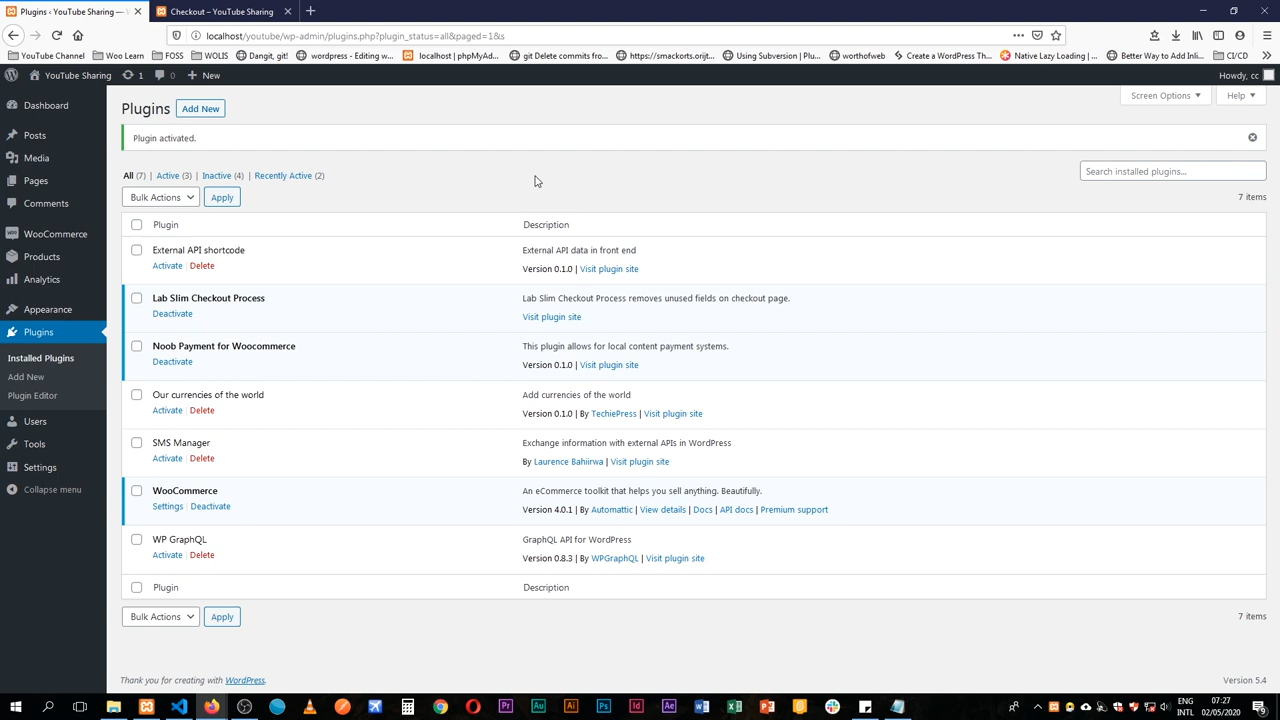 Plugins ‹ YouTube Sharing —
Checkout – YouTube Sharing
localhost/youtube/wp-admin/plugins.php?plugin_status=all&paged=1&s
YouTube Channel
Woo Learn
FOSS
WOLIS
Dangit, git!
wordpress - Editing w...
localhost | phpMyAd...
git Delete commits fro...
https://smackorts.orijt...
Using Subversion | Plu...
worthofweb
Create a WordPress Th...
Native Lazy Loading | ...
Better Way to Add Inli...
CI/CD
YouTube Sharing
1
0
New
Howdy, cc
Dashboard
Posts
Media
Pages
Comments
WooCommerce
Products
Analytics
Appearance
Plugins
Installed Plugins
Add New
Plugin Editor
Users
Tools
Settings
Collapse menu
Plugins
Add New
Screen Options
Help
Plugin activated.
All (7) | Active (3) | Inactive (4) | Recently Active (2)
Search installed plugins...
Bulk Actions
Apply
7 items
Plugin
Description
External API shortcode
External API data in front end
Activate | Delete
Version 0.1.0 | Visit plugin site
Lab Slim Checkout Process
Lab Slim Checkout Process removes unused fields on checkout page.
Deactivate
Visit plugin site
Noob Payment for Woocommerce
This plugin allows for local content payment systems.
Deactivate
Version 0.1.0 | Visit plugin site
Our currencies of the world
Add currencies of the world
Activate | Delete
Version 0.1.0 | By TechiePress | Visit plugin site
SMS Manager
Exchange information with external APIs in WordPress
Activate | Delete
By Laurence Bahiirwa | Visit plugin site
WooCommerce
An eCommerce toolkit that helps you sell anything. Beautifully.
Settings | Deactivate
Version 4.0.1 | By Automattic | View details | Docs | API docs | Premium support
WP GraphQL
GraphQL API for WordPress
Activate | Delete
Version 0.8.3 | By WPGraphQL | Visit plugin site
Plugin
Description
Bulk Actions
Apply
7 items
Thank you for creating with WordPress.
Version 5.4
Pr
Au
Ai
Ps
Id
Ae
ENG
INTL
07:27
02/05/2020